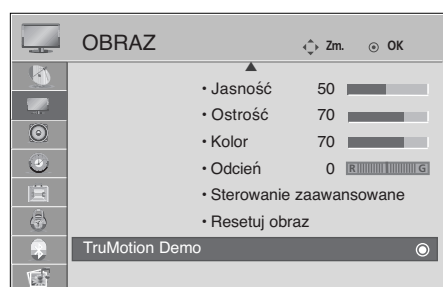 OBRAZ Zm. OK
• Jasność 50
• Ostrość 70
• Kolor 70
• Odcień 0 R G
• Sterowanie zaawansowane
• Resetuj obraz
TruMotion Demo